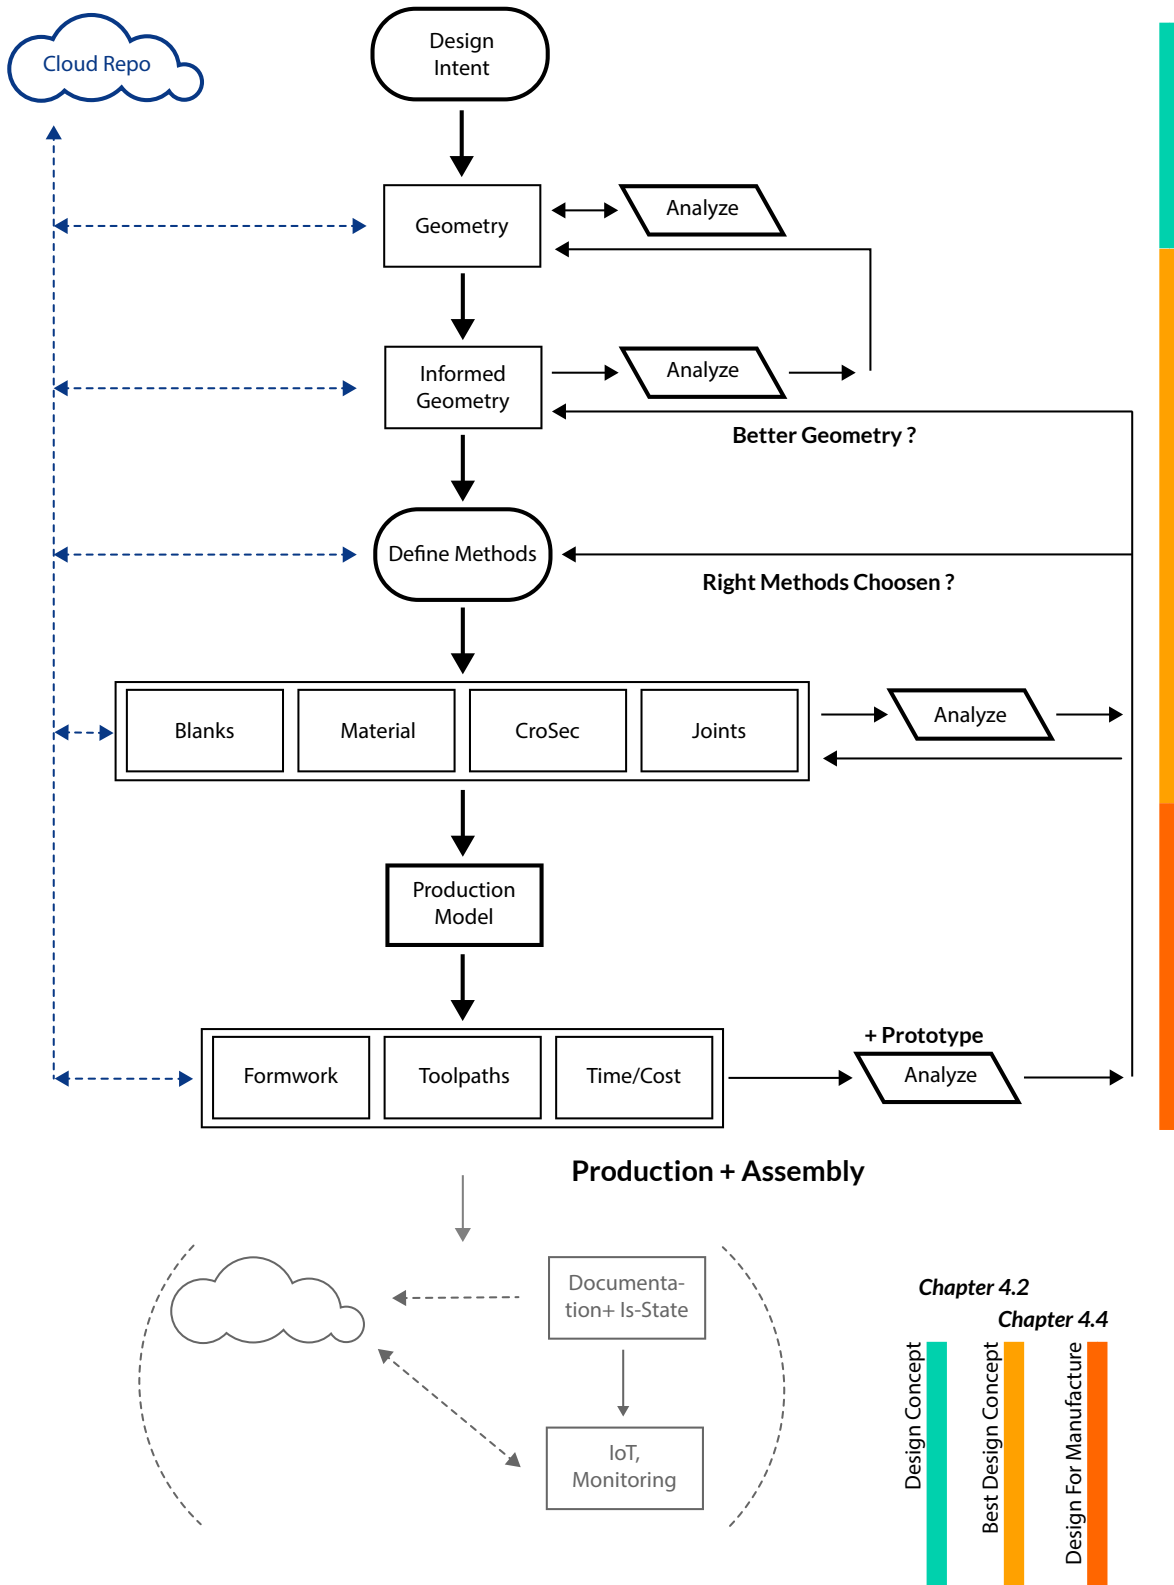 Cloud Repo
Design
Intent
Geometry
Analyze
Informed
Geometry
Analyze
Better Geometry ?
Define Methods
Right Methods Choosen ?
Blanks
Material
CroSec
Joints
Analyze
Production
Model
+ Prototype
Formwork
Toolpaths
Time/Cost
Analyze
Production + Assembly
Documenta-
tion+ Is-State
IoT,
Monitoring
Chapter 4.2
Chapter 4.4
Design Concept
Best Design Concept
Design For Manufacture